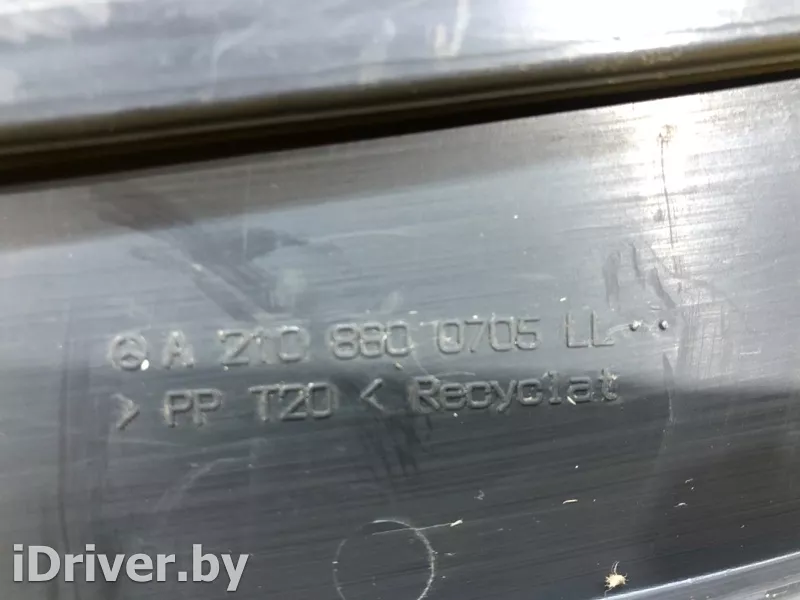 A 210 880 0705 LL
> PP T20 < Recyclat
iDriver.by